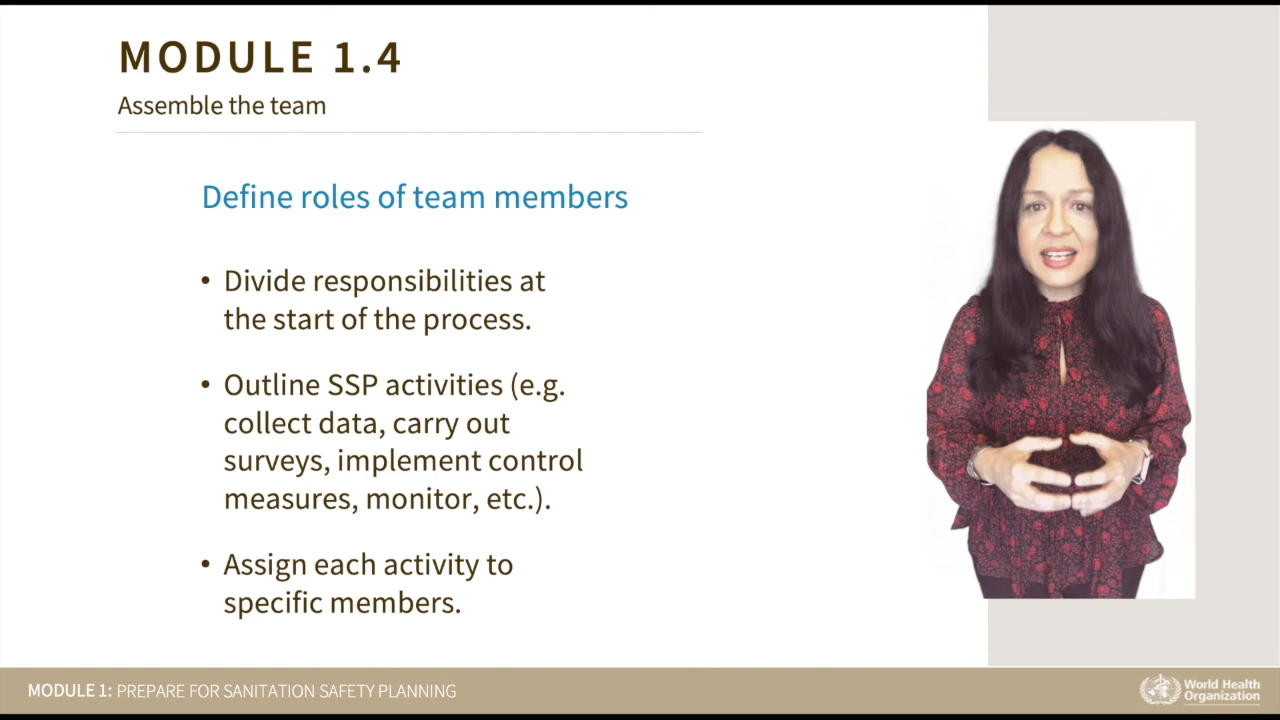 MODULE 1.4
Assemble the team
Define roles of team members
• Divide responsibilities at
the start of the process.
• Outline SSP activities (e.g.
collect data, carry out
surveys, implement control
measures, monitor, etc.).
• Assign each activity to
specific members.
MODULE 1: PREPARE FOR SANITATION SAFETY PLANNING
World Health
Organization